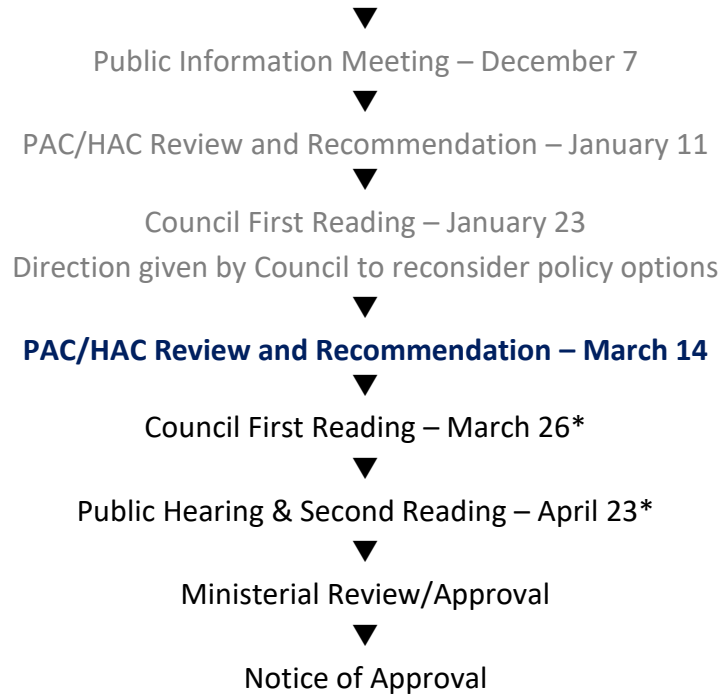 Public Information Meeting – December 7
PAC/HAC Review and Recommendation – January 11
Council First Reading – January 23
Direction given by Council to reconsider policy options
PAC/HAC Review and Recommendation – March 14
Council First Reading – March 26*
Public Hearing & Second Reading – April 23*
Ministerial Review/Approval
Notice of Approval